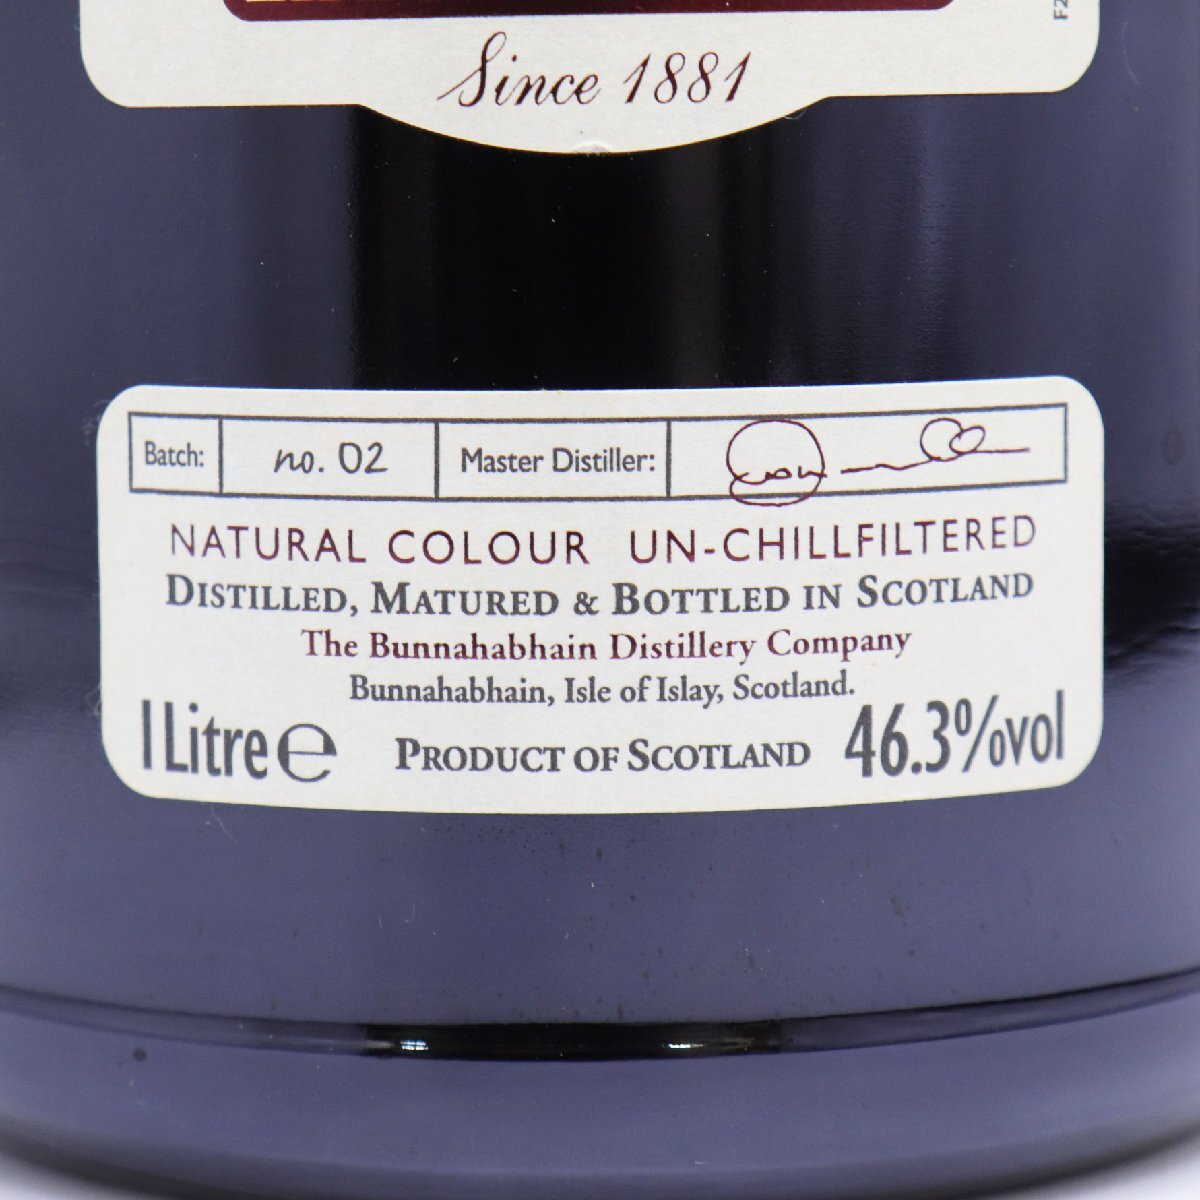 Since 1881
Batch: no. 02 Master Distiller:
NATURAL COLOUR UN-CHILLFILTERED
DISTILLED, MATURED & BOTTLED IN SCOTLAND
The Bunnahabhain Distillery Company
Bunnahabhain, Isle of Islay, Scotland.
1 Litre ℮ PRODUCT OF SCOTLAND 46.3%vol